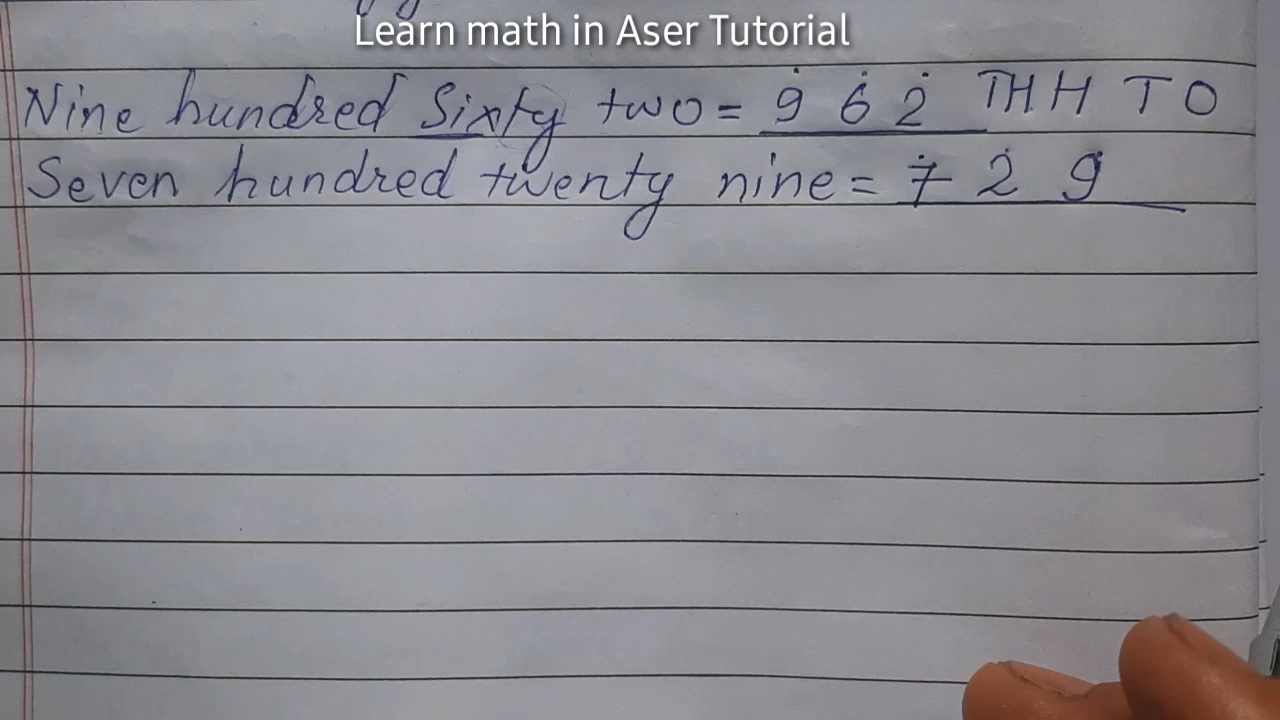 Learn math in Aser Tutorial
Nine hundred Sixty two = 9 6 2 TH H T O
Seven hundred twenty nine = 7 2 9